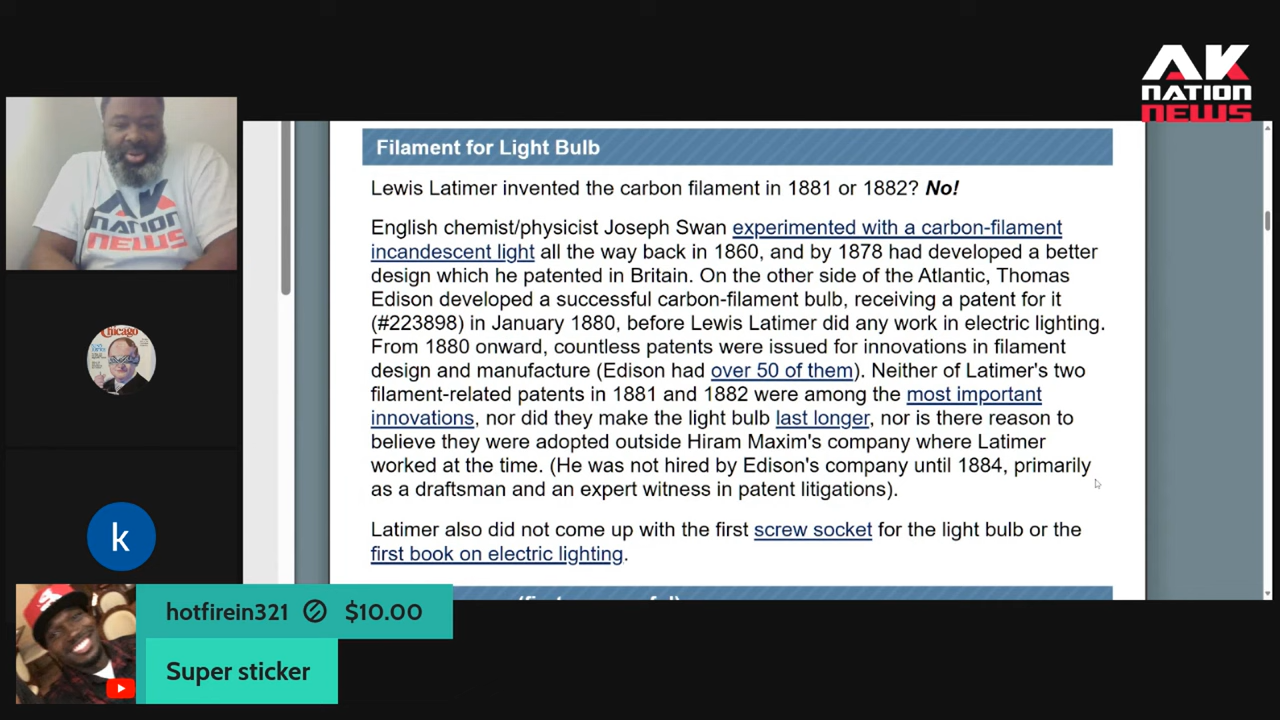 AK
NATION
NEWS
Filament for Light Bulb
Lewis Latimer invented the carbon filament in 1881 or 1882? No!
English chemist/physicist Joseph Swan experimented with a carbon-filament
incandescent light all the way back in 1860, and by 1878 had developed a better
design which he patented in Britain. On the other side of the Atlantic, Thomas
Edison developed a successful carbon-filament bulb, receiving a patent for it
(#223898) in January 1880, before Lewis Latimer did any work in electric lighting.
From 1880 onward, countless patents were issued for innovations in filament
design and manufacture (Edison had over 50 of them). Neither of Latimer's two
filament-related patents in 1881 and 1882 were among the most important
innovations, nor did they make the light bulb last longer, nor is there reason to
believe they were adopted outside Hiram Maxim's company where Latimer
worked at the time. (He was not hired by Edison's company until 1884, primarily
as a draftsman and an expert witness in patent litigations).
Latimer also did not come up with the first screw socket for the light bulb or the
first book on electric lighting.
AK
NATION
NEWS
Chicago
k
hotfirein321 $10.00
Super sticker